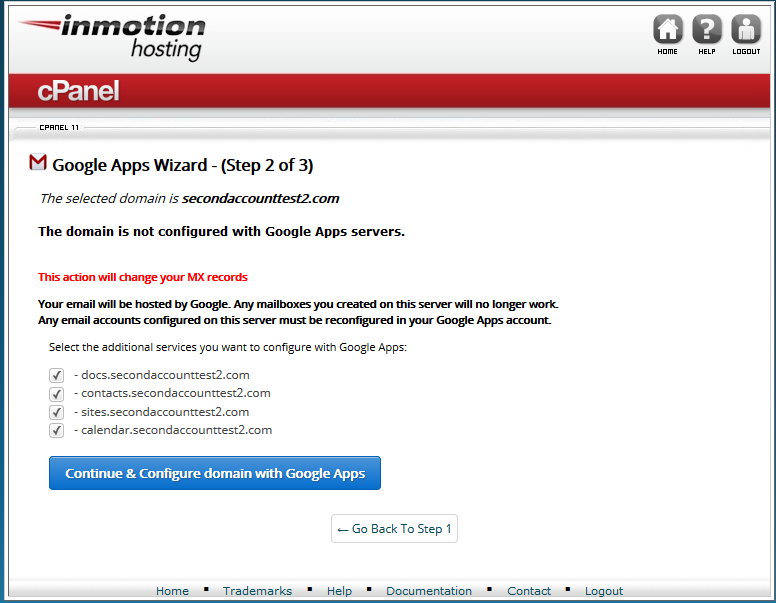 inmotion
hosting
HOME HELP LOGOUT
cPanel
CPANEL 11
Google Apps Wizard - (Step 2 of 3)
The selected domain is secondaccounttest2.com
The domain is not configured with Google Apps servers.
This action will change your MX records
Your email will be hosted by Google. Any mailboxes you created on this server will no longer work.
Any email accounts configured on this server must be reconfigured in your Google Apps account.
Select the additional services you want to configure with Google Apps:
- docs.secondaccounttest2.com
- contacts.secondaccounttest2.com
- sites.secondaccounttest2.com
- calendar.secondaccounttest2.com
Continue & Configure domain with Google Apps
← Go Back To Step 1
Home ▪ Trademarks ▪ Help ▪ Documentation ▪ Contact ▪ Logout